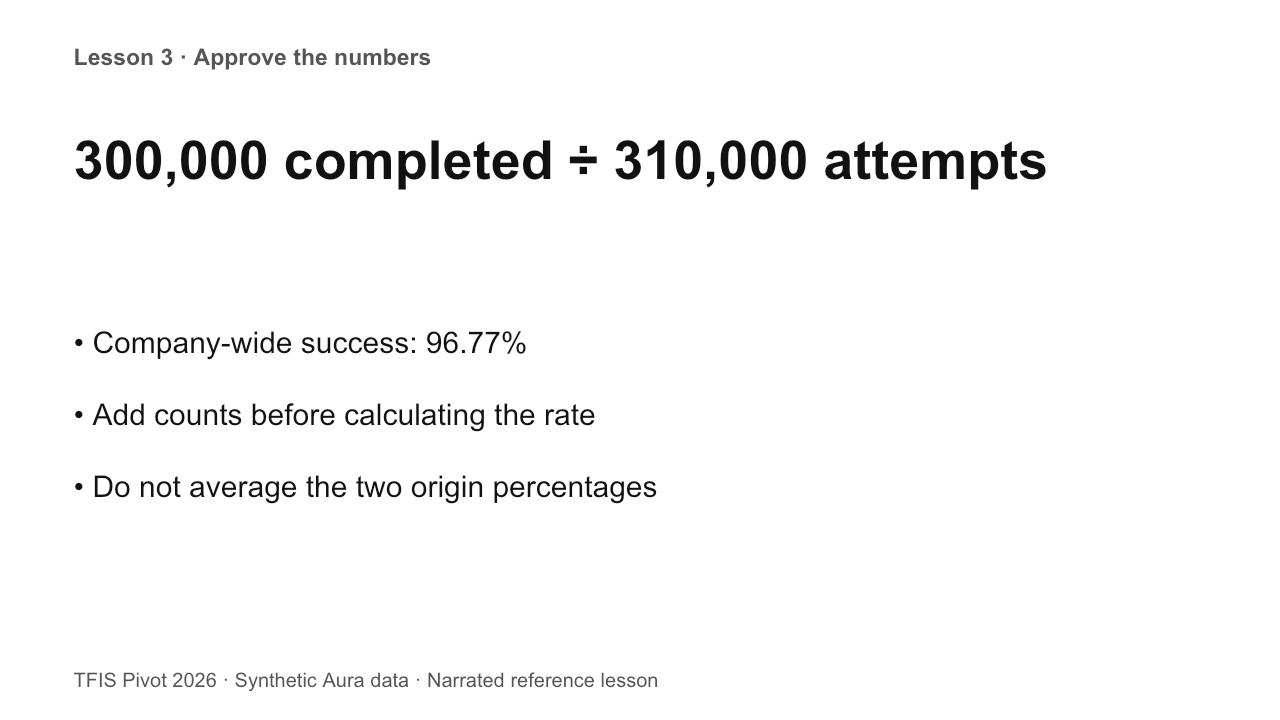 Lesson 3 · Approve the numbers
300,000 completed ÷ 310,000 attempts
• Company-wide success: 96.77%
• Add counts before calculating the rate
• Do not average the two origin percentages
TFIS Pivot 2026 · Synthetic Aura data · Narrated reference lesson